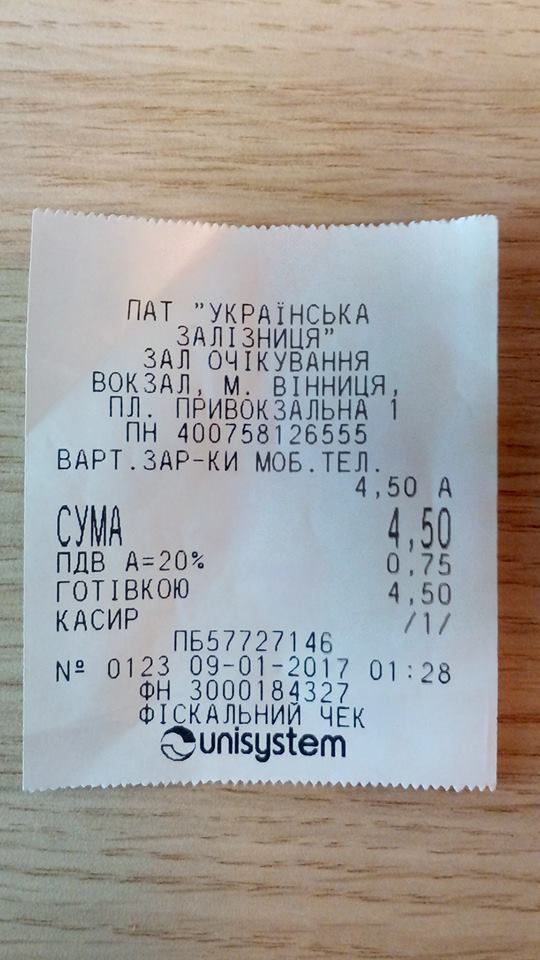 ПАТ "УКРАЇНСЬКА
ЗАЛІЗНИЦЯ"
ЗАЛ ОЧІКУВАННЯ
ВОКЗАЛ, М. ВІННИЦЯ,
ПЛ. ПРИВОКЗАЛЬНА 1
ПН 400758126555
ВАРТ.ЗАР-КИ МОБ.ТЕЛ.
4,50 А
СУМА 4,50
ПДВ А=20% 0,75
ГОТІВКОЮ 4,50
КАСИР /1/
ПБ57727146
№ 0123 09-01-2017 01:28
ФН 3000184327
ФІСКАЛЬНИЙ ЧЕК
unisystem